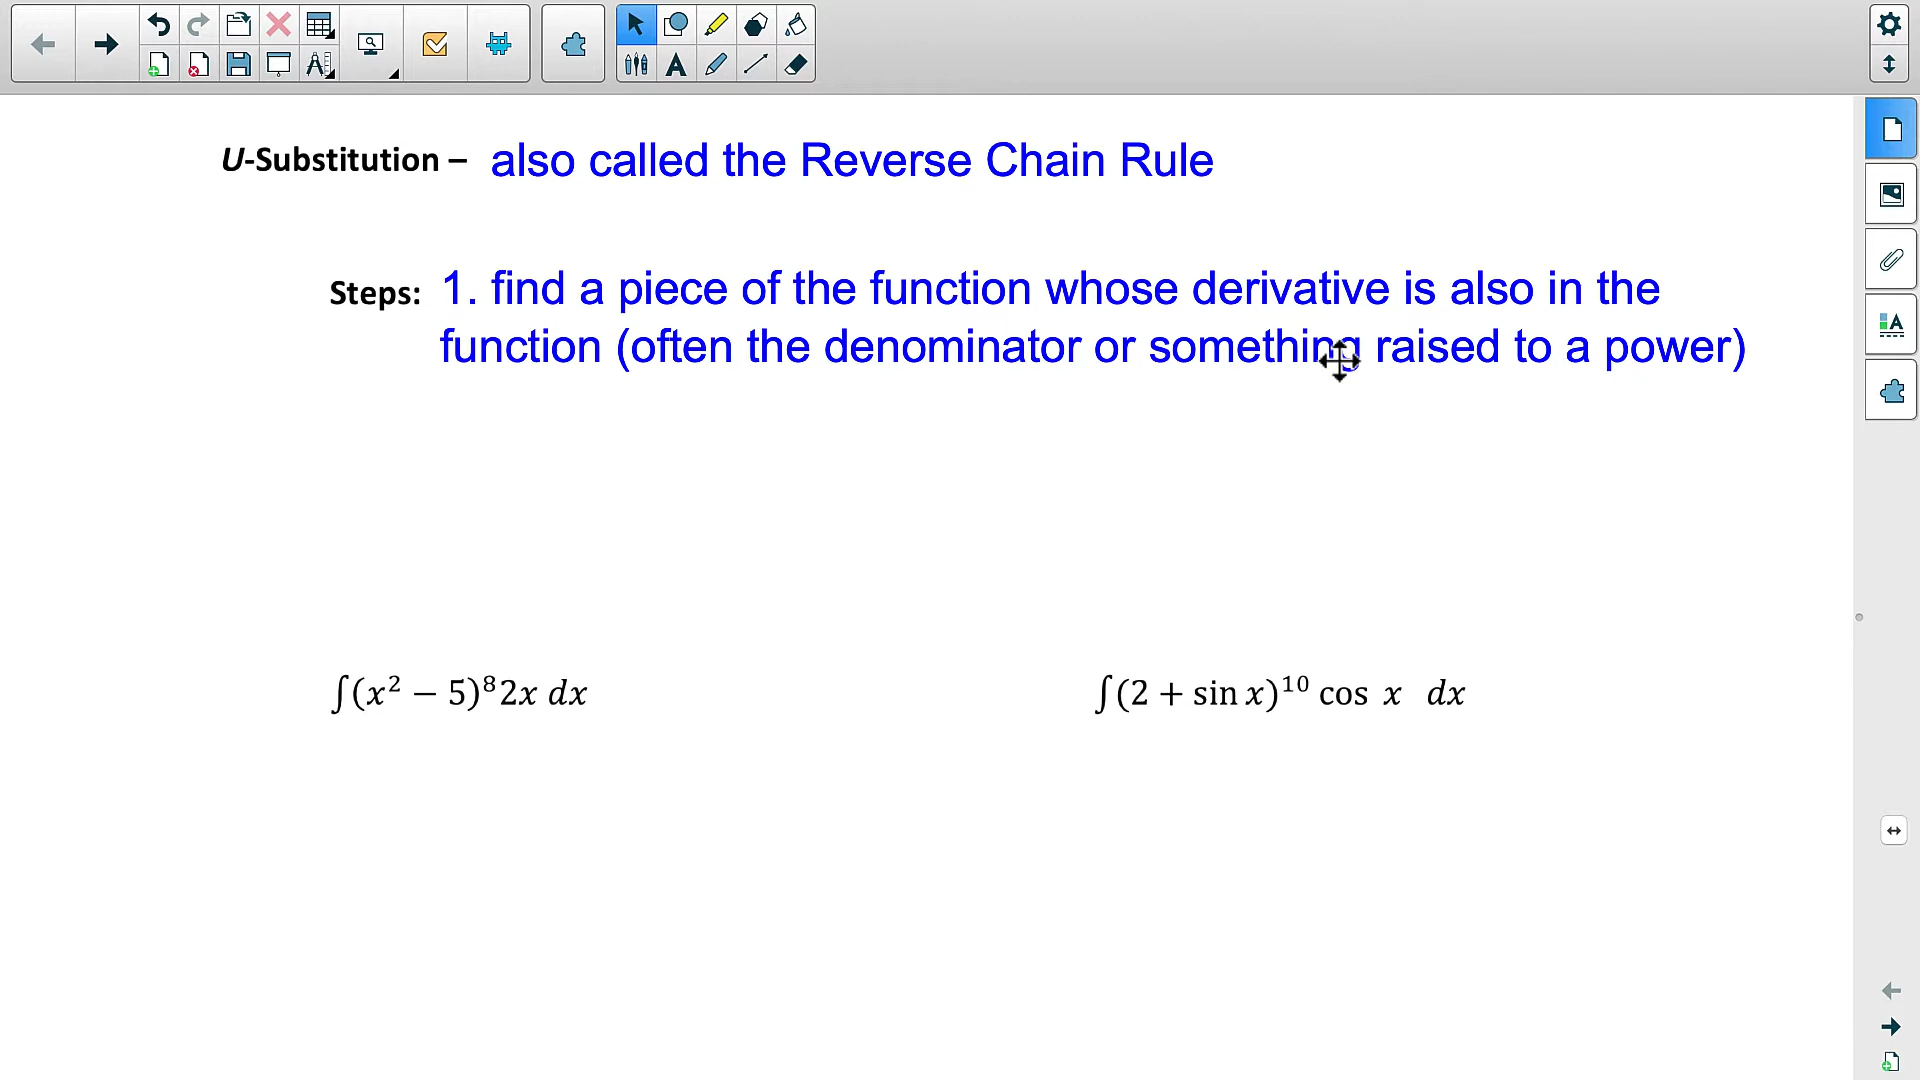 U-Substitution – also called the Reverse Chain Rule
Steps: 1. find a piece of the function whose derivative is also in the
function (often the denominator or something raised to a power)
∫(x² − 5)⁸2x dx
∫(2 + sin x)¹⁰ cos x dx